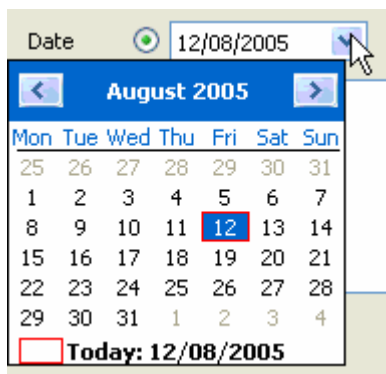 Date 12/08/2005
August 2005
Mon Tue Wed Thu Fri Sat Sun
25 26 27 28 29 30 31
1 2 3 4 5 6 7
8 9 10 11 12 13 14
15 16 17 18 19 20 21
22 23 24 25 26 27 28
29 30 31 1 2 3 4
Today: 12/08/2005